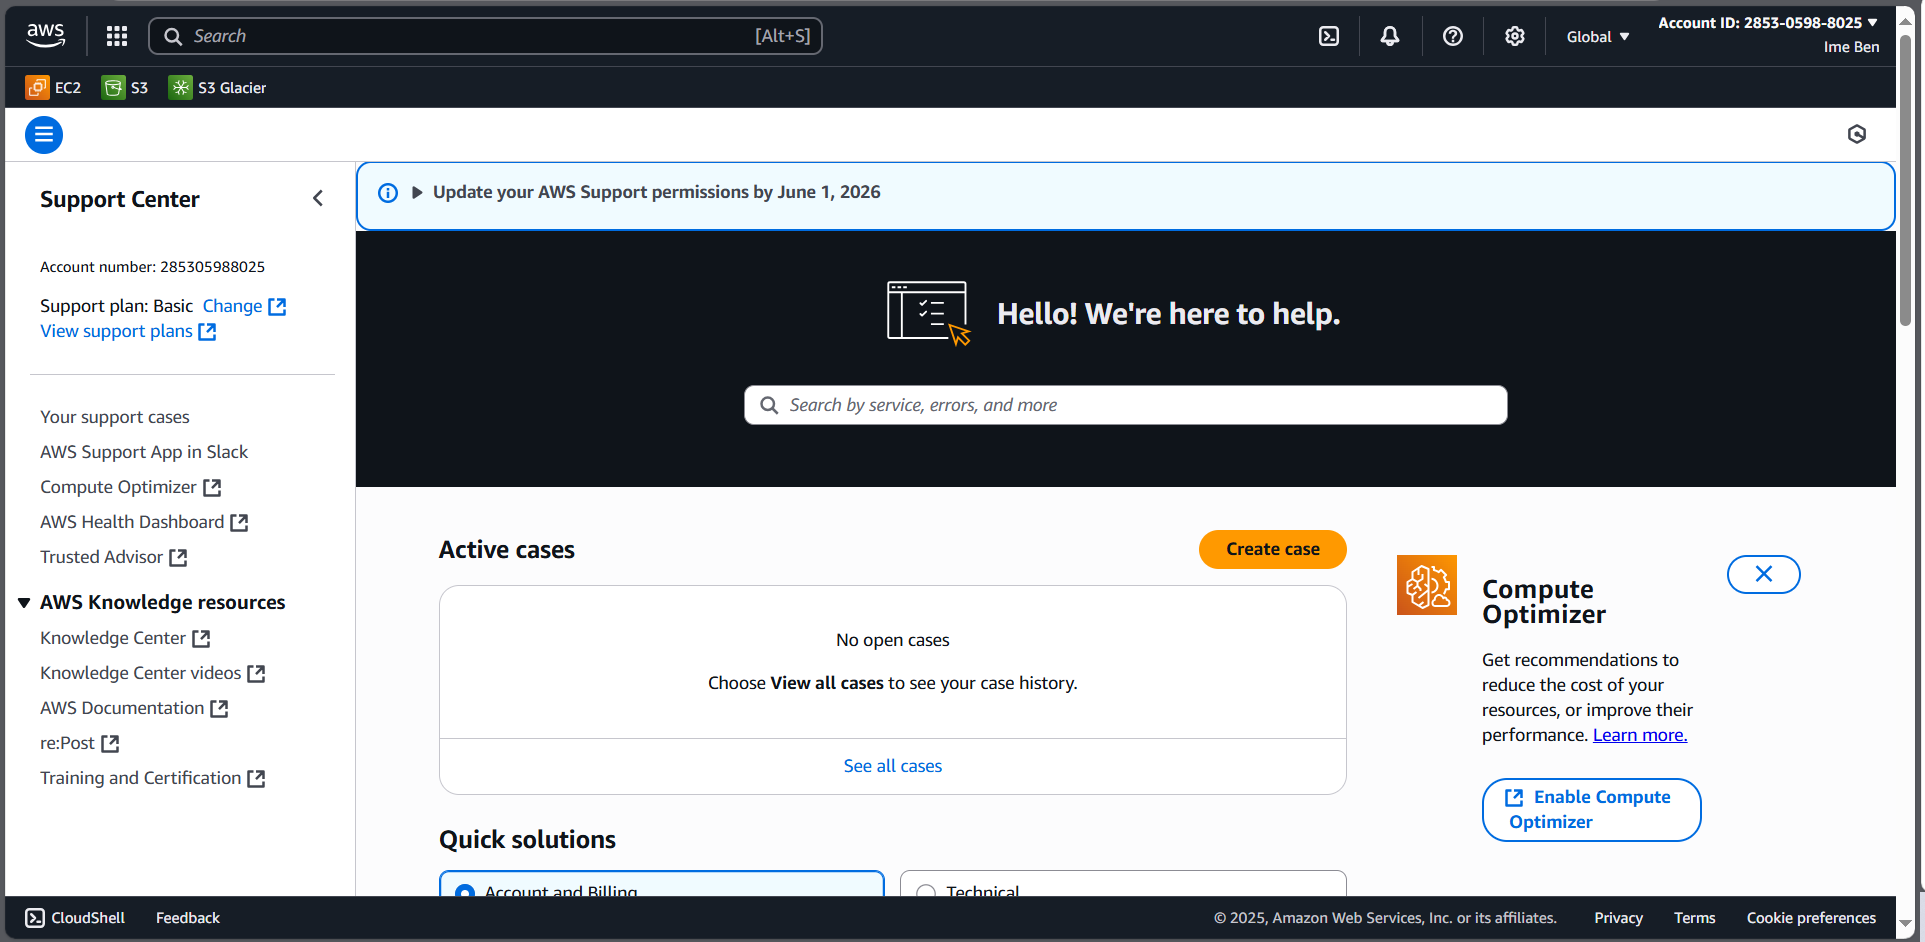 aws
Search [Alt+S]
Global
Account ID: 2853-0598-8025
Ime Ben
EC2
S3
S3 Glacier
Support Center
Account number: 285305988025
Support plan: Basic Change
View support plans
Your support cases
AWS Support App in Slack
Compute Optimizer
AWS Health Dashboard
Trusted Advisor
AWS Knowledge resources
Knowledge Center
Knowledge Center videos
AWS Documentation
re:Post
Training and Certification
Update your AWS Support permissions by June 1, 2026
Hello! We're here to help.
Search by service, errors, and more
Active cases
Create case
No open cases
Choose View all cases to see your case history.
See all cases
Quick solutions
Account and Billing
Technical
Compute
Optimizer
Get recommendations to
reduce the cost of your
resources, or improve their
performance. Learn more.
Enable Compute
Optimizer
CloudShell
Feedback
© 2025, Amazon Web Services, Inc. or its affiliates.
Privacy
Terms
Cookie preferences